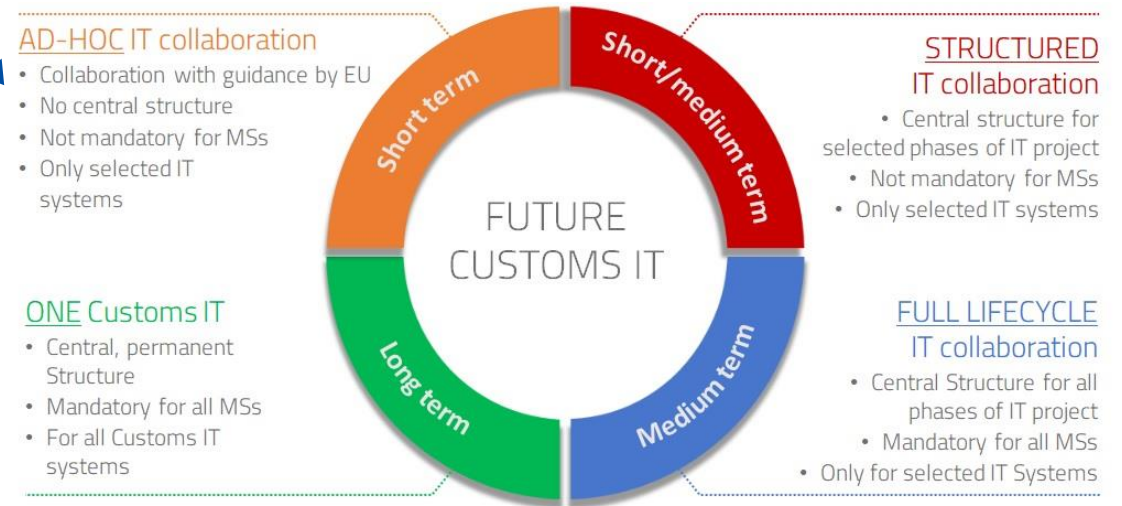 AD-HOC IT collaboration
• Collaboration with guidance by EU
• No central structure
• Not mandatory for MSs
• Only selected IT
systems
Short term
Short/medium term
STRUCTURED
IT collaboration
• Central structure for
selected phases of IT project
• Not mandatory for MSs
• Only selected IT systems
FUTURE
CUSTOMS IT
ONE Customs IT
• Central, permanent
Structure
• Mandatory for all MSs
• For all Customs IT
systems
Long term
Medium term
FULL LIFECYCLE
IT collaboration
• Central Structure for all
phases of IT project
• Mandatory for all MSs
• Only for selected IT Systems